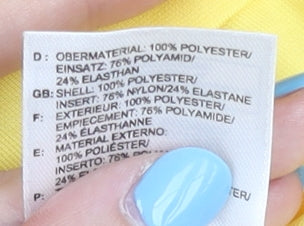 D: OBERMATERIAL: 100% POLYESTER/
EINSATZ: 76% POLYAMID/
24% ELASTHAN
GB: SHELL: 100% POLYESTER/
INSERT: 76% NYLON/24% ELASTANE
F: EXTERIEUR: 100% POLYESTER/
EMPIECEMENT: 76% POLYAMIDE/
24% ÉLASTHANNE
E: MATERIAL EXTERNO:
100% POLIÉSTER/
INSERTO: 76%
24%
P: